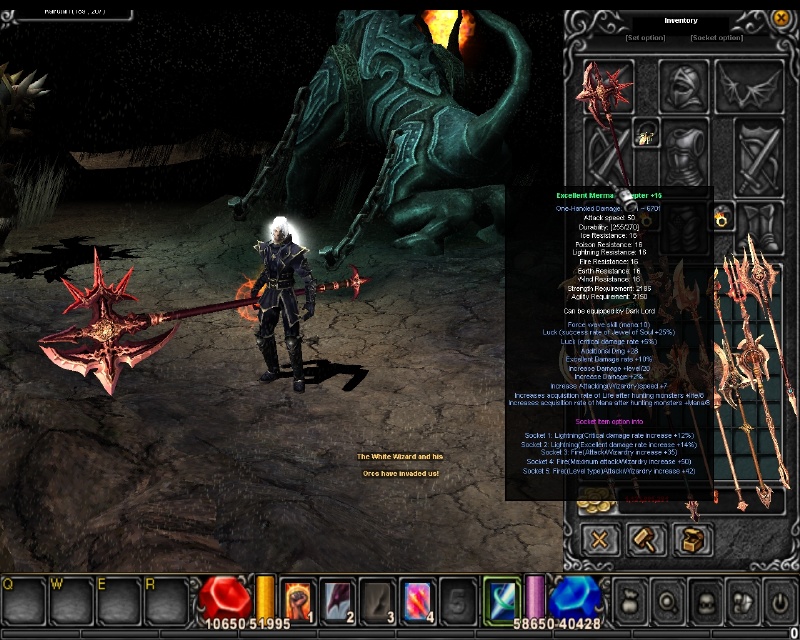 Inventory
[Set option] [Socket option]
Excellent Merma pter +15
One-Handed Damage: ~ 6701
Attack speed: 50
Durability: [255/270]
Ice Resistance: 16
Poison Resistance: 16
Lightning Resistance: 16
Fire Resistance: 16
Earth Resistance: 16
Wind Resistance: 16
Strength Requirement: 2186
Agility Requirement: 2150
Can be equipped by Dark Lord
Force wave skill (mana:10)
Luck (success rate of Jewel of Soul +25%)
Luck (critical damage rate +5%)
Additional Dmg +28
Excellent Damage rate +10%
Increase Damage +level/20
Increase Damage +2%
Increase Attacking(Wizardry)speed +7
Increases acquisition rate of Life after hunting monsters +life/8
Increases acquisition rate of Mana after hunting monsters +Mana/8
Socket item option info
Socket 1: Lightning(Critical damage rate increase +12%)
Socket 2: Lightning(Excellent damage rate increase +14%)
Socket 3: Fire(Attack/Wizardry increase +35)
Socket 4: Fire(Maximum attack/Wizardry increase +50)
Socket 5: Fire((Level type)Attack/Wizardry increase +42)
The White Wizard and his
Orcs have invaded us!
Q W E R
1 2 3 4 5
10650 51995 58650 40428
0